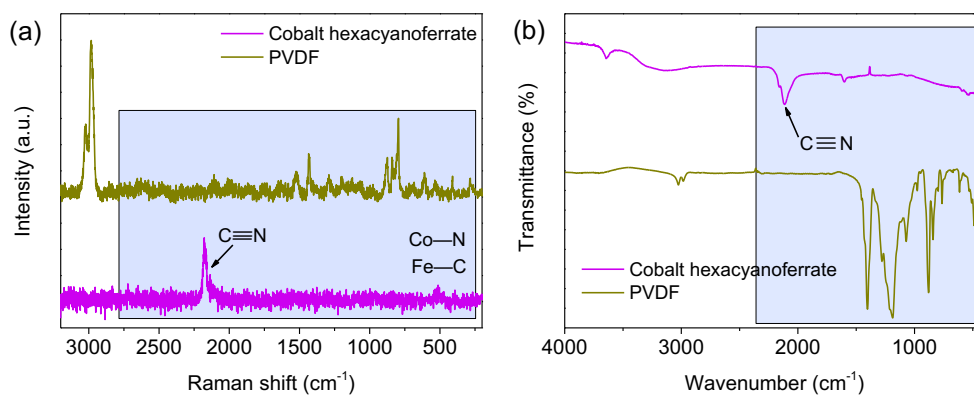 (a)
Cobalt hexacyanoferrate
PVDF
C≡N
Co—N
Fe—C
Intensity (a.u.)
3000 2500 2000 1500 1000 500
Raman shift (cm⁻¹)
(b)
C≡N
Cobalt hexacyanoferrate
PVDF
Transmittance (%)
4000 3000 2000 1000
Wavenumber (cm⁻¹)